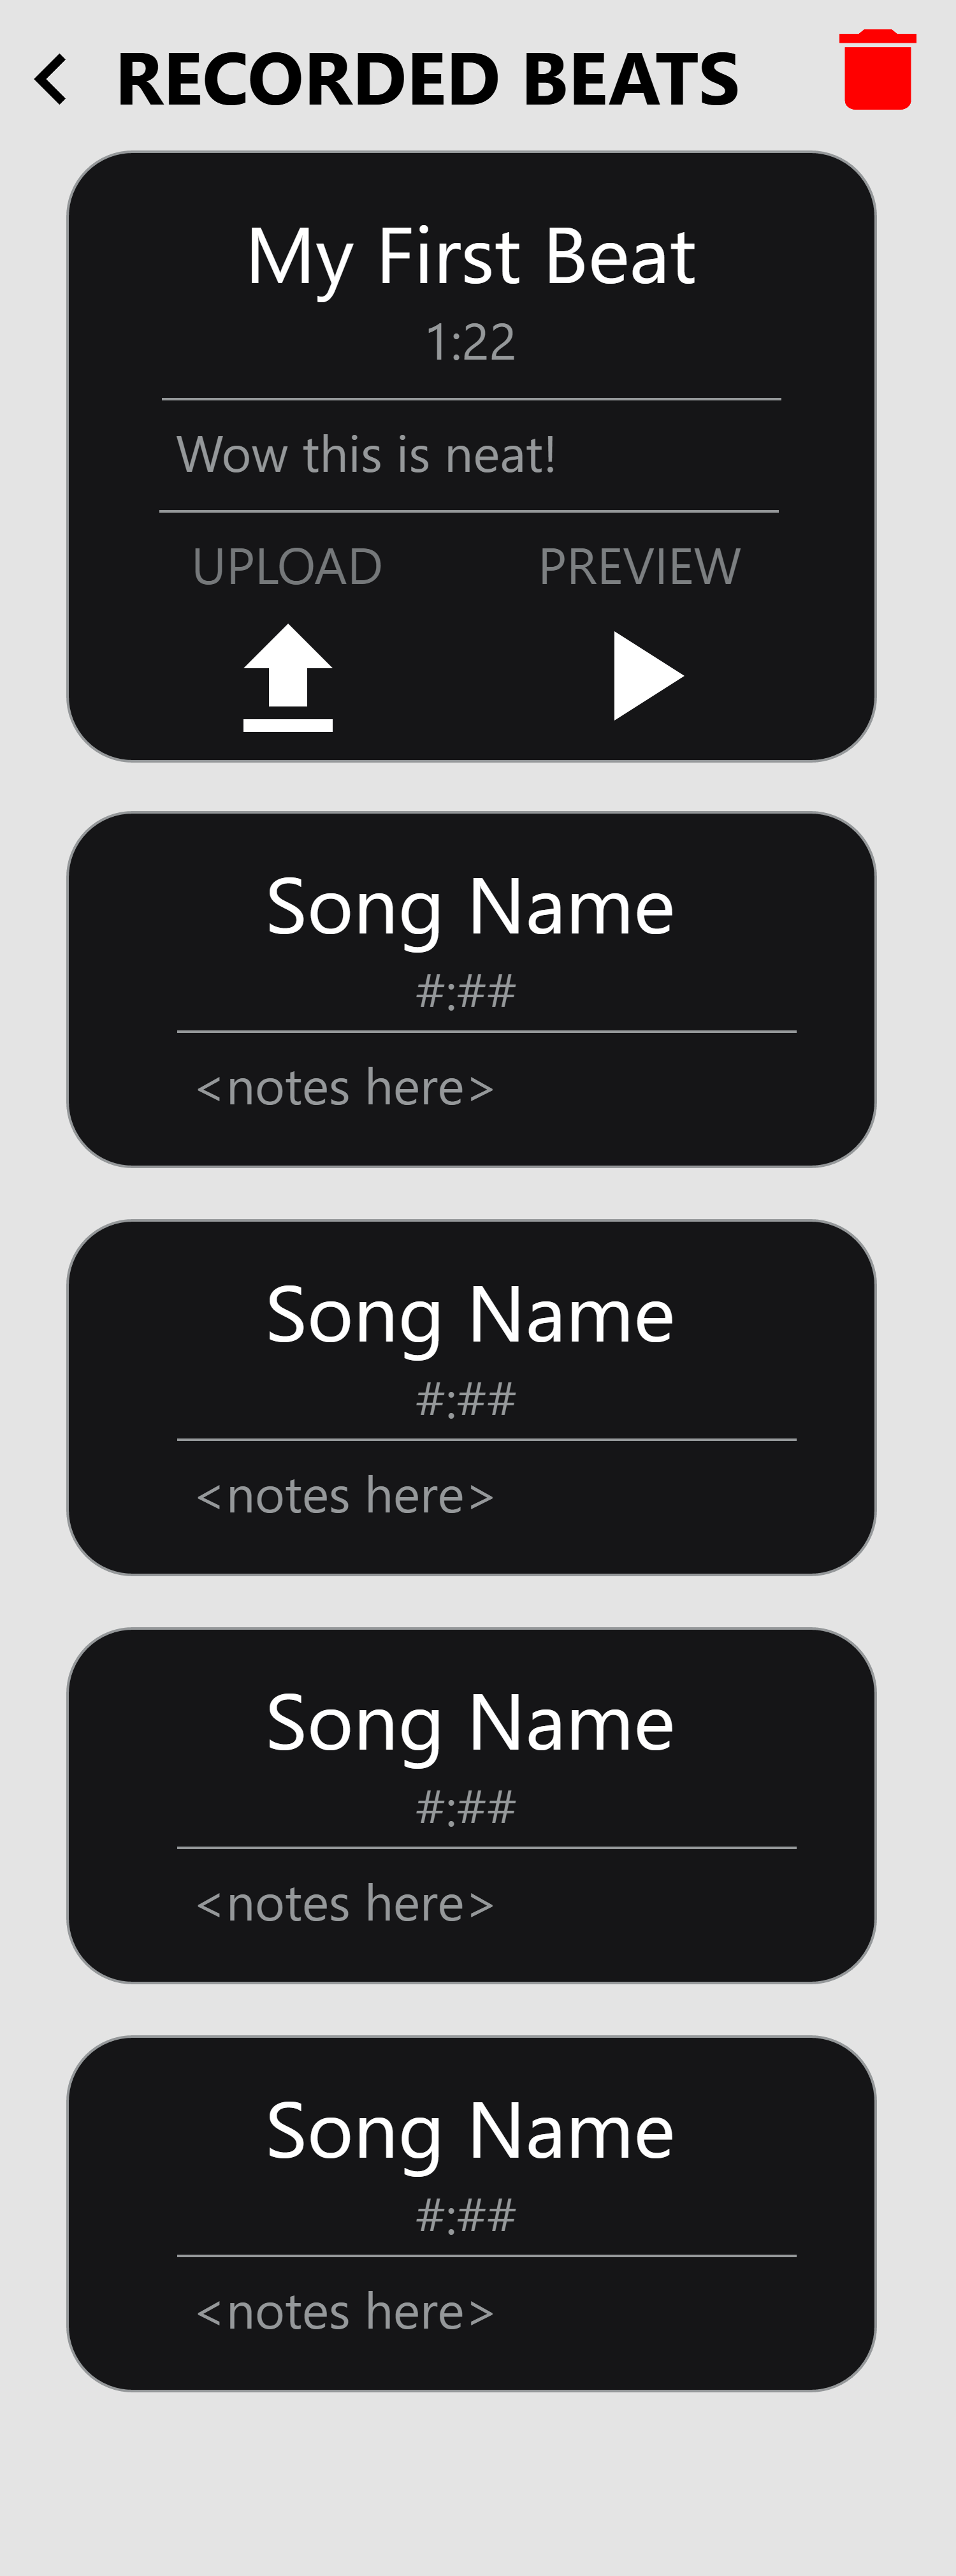 RECORDED BEATS
My First Beat
1:22
Wow this is neat!
UPLOAD PREVIEW
Song Name
#:##
<notes here>
Song Name
#:##
<notes here>
Song Name
#:##
<notes here>
Song Name
#:##
<notes here>